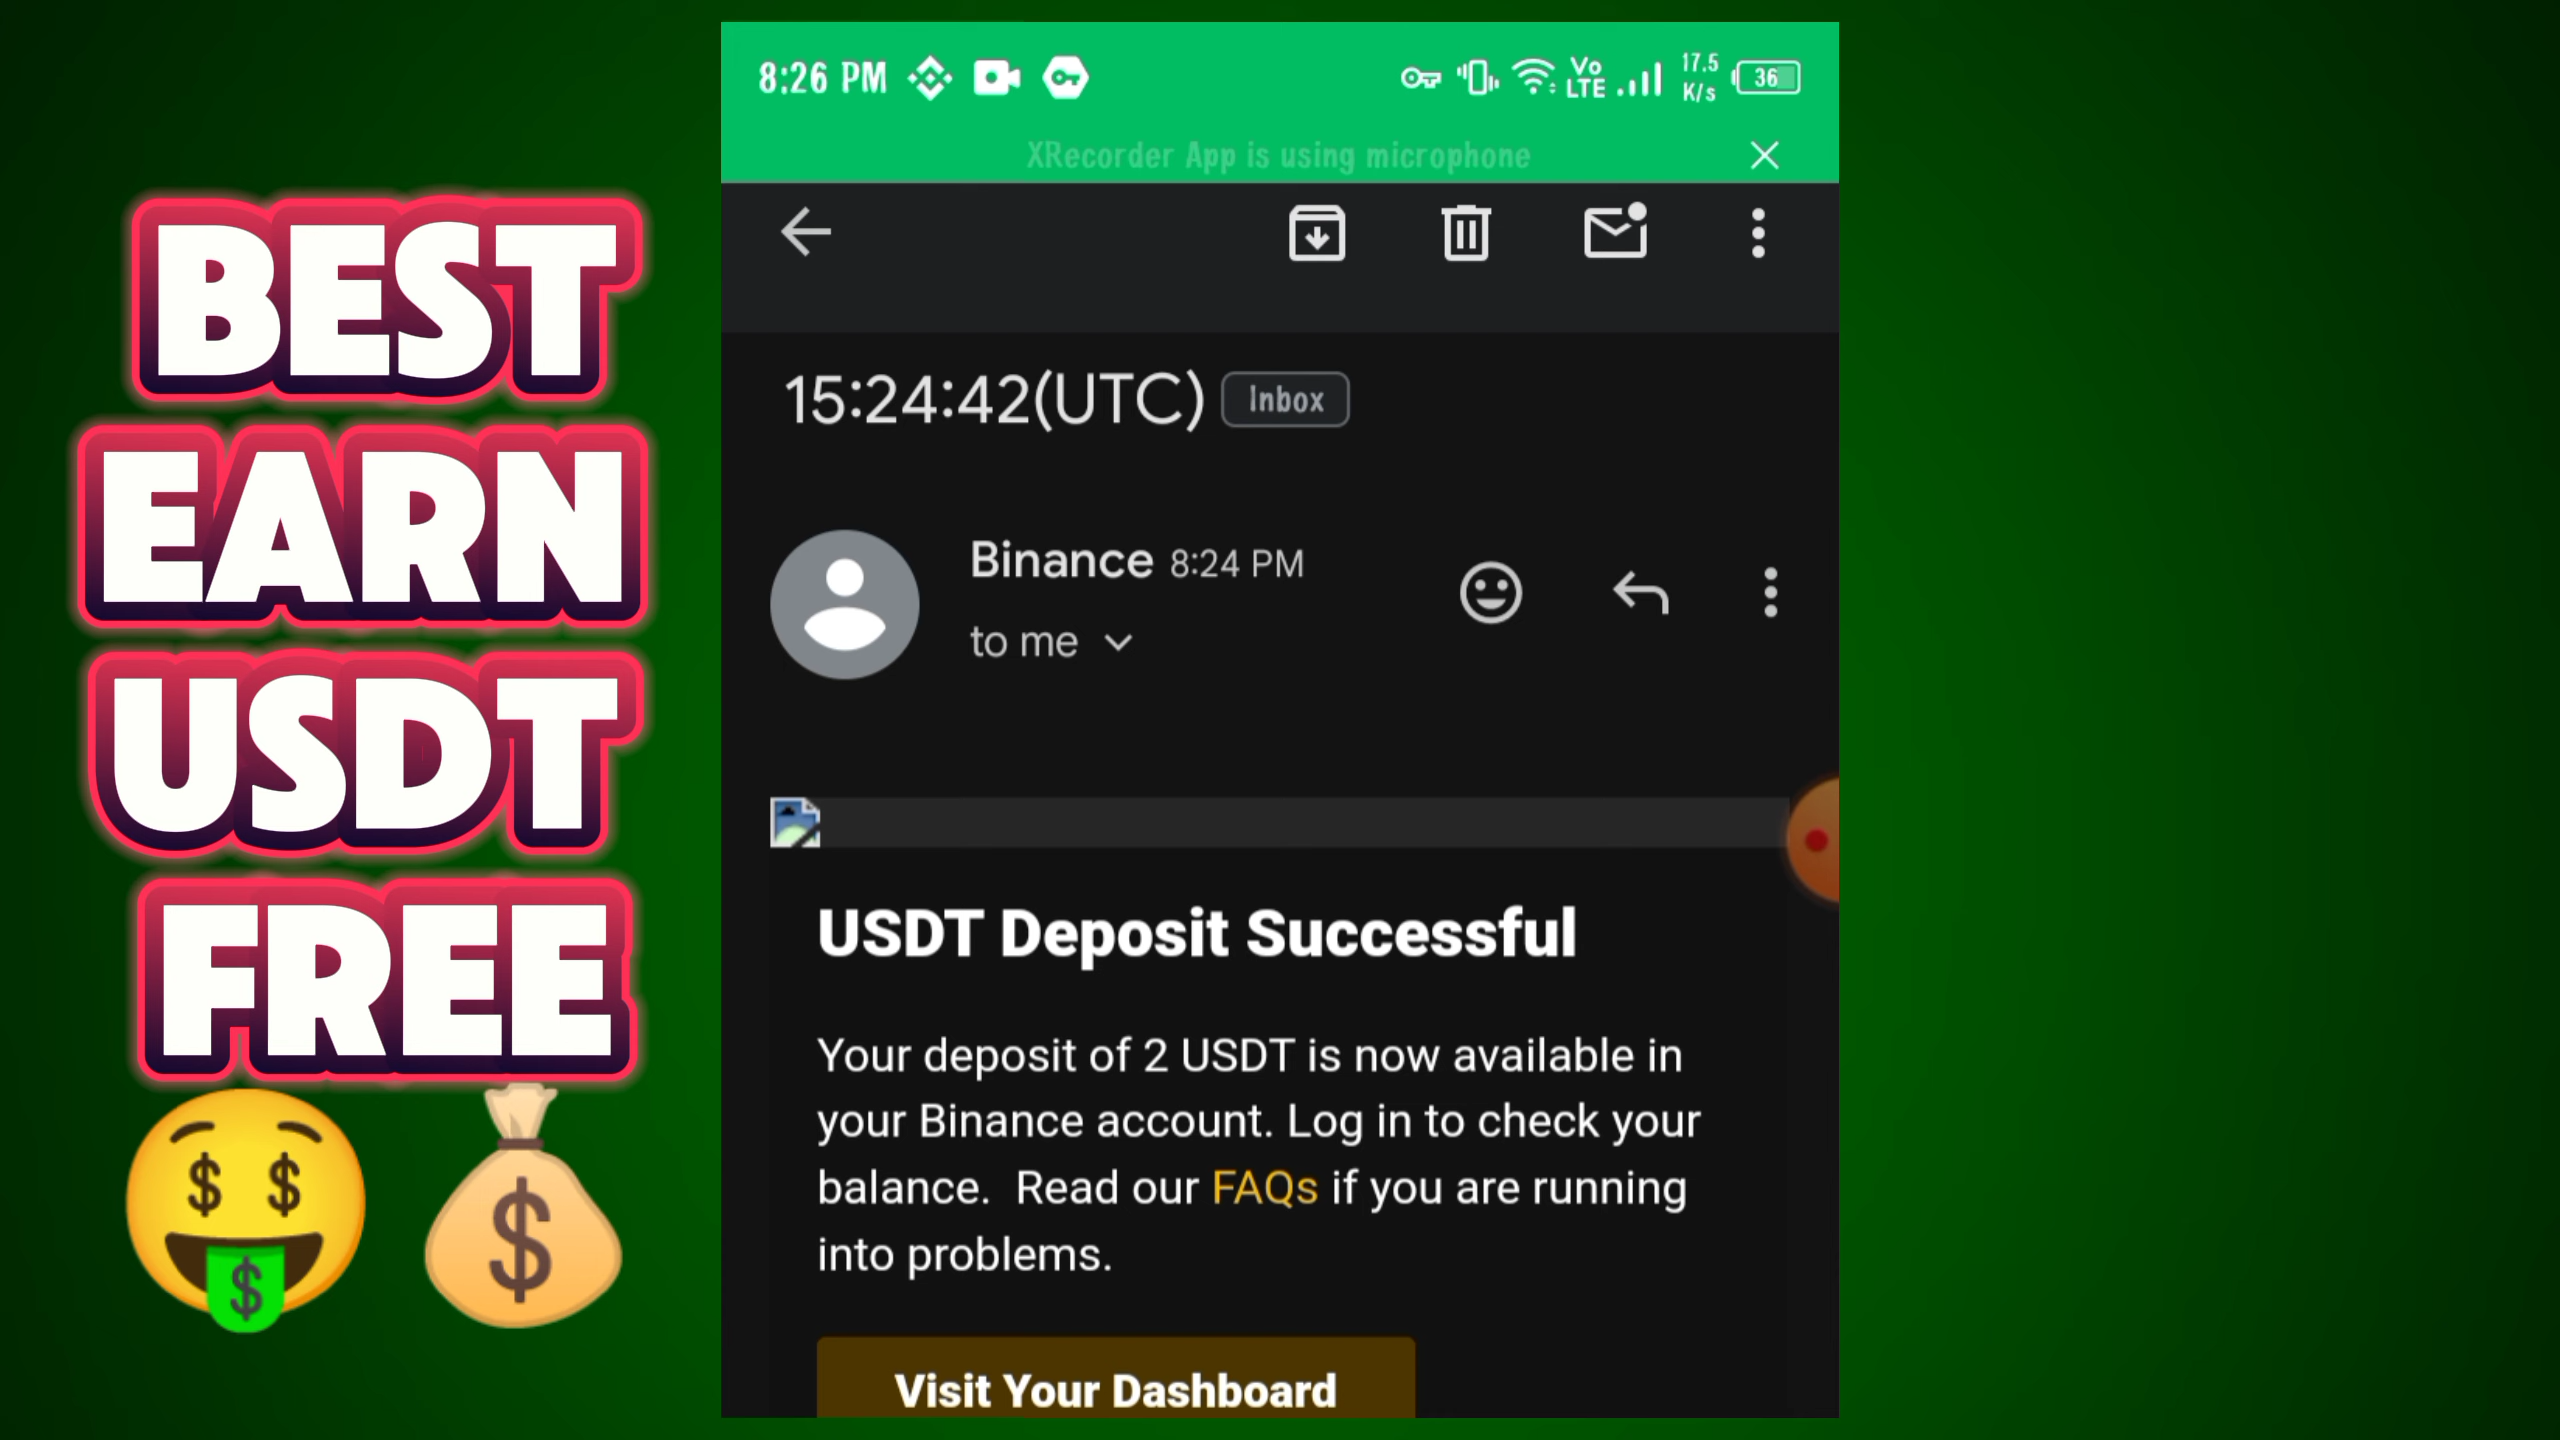 BEST
EARN
USDT
FREE
8:26 PM
Vo
LTE
17.5
K/s
36
XRecorder App is using microphone
15:24:42(UTC) Inbox
Binance 8:24 PM
to me
USDT Deposit Successful
Your deposit of 2 USDT is now available in
your Binance account. Log in to check your
balance. Read our FAQs if you are running
into problems.
Visit Your Dashboard